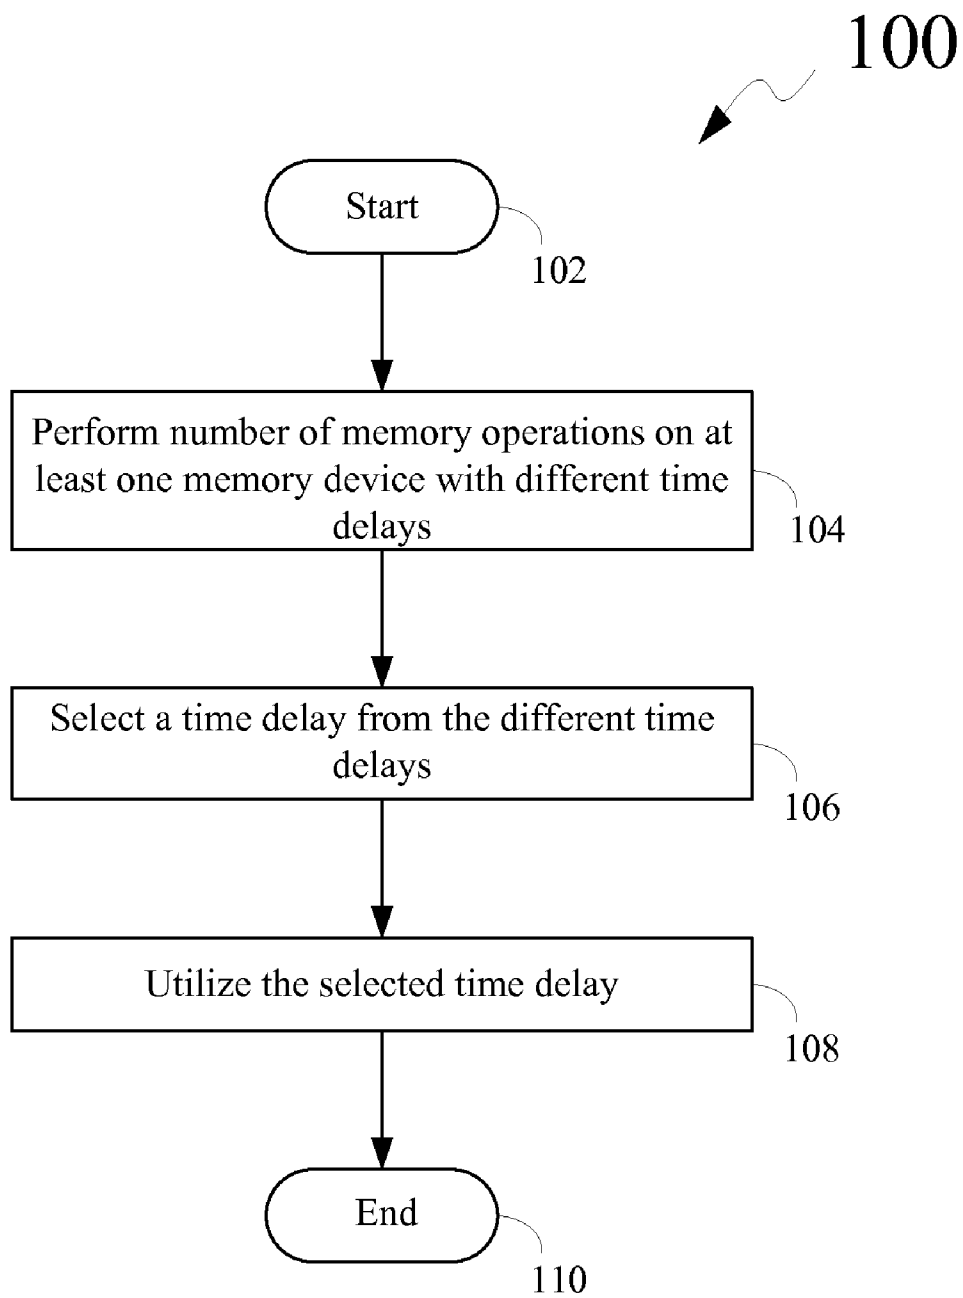 100
Start
102
Perform number of memory operations on at
least one memory device with different time
delays
104
Select a time delay from the different time
delays
106
Utilize the selected time delay
108
End
110